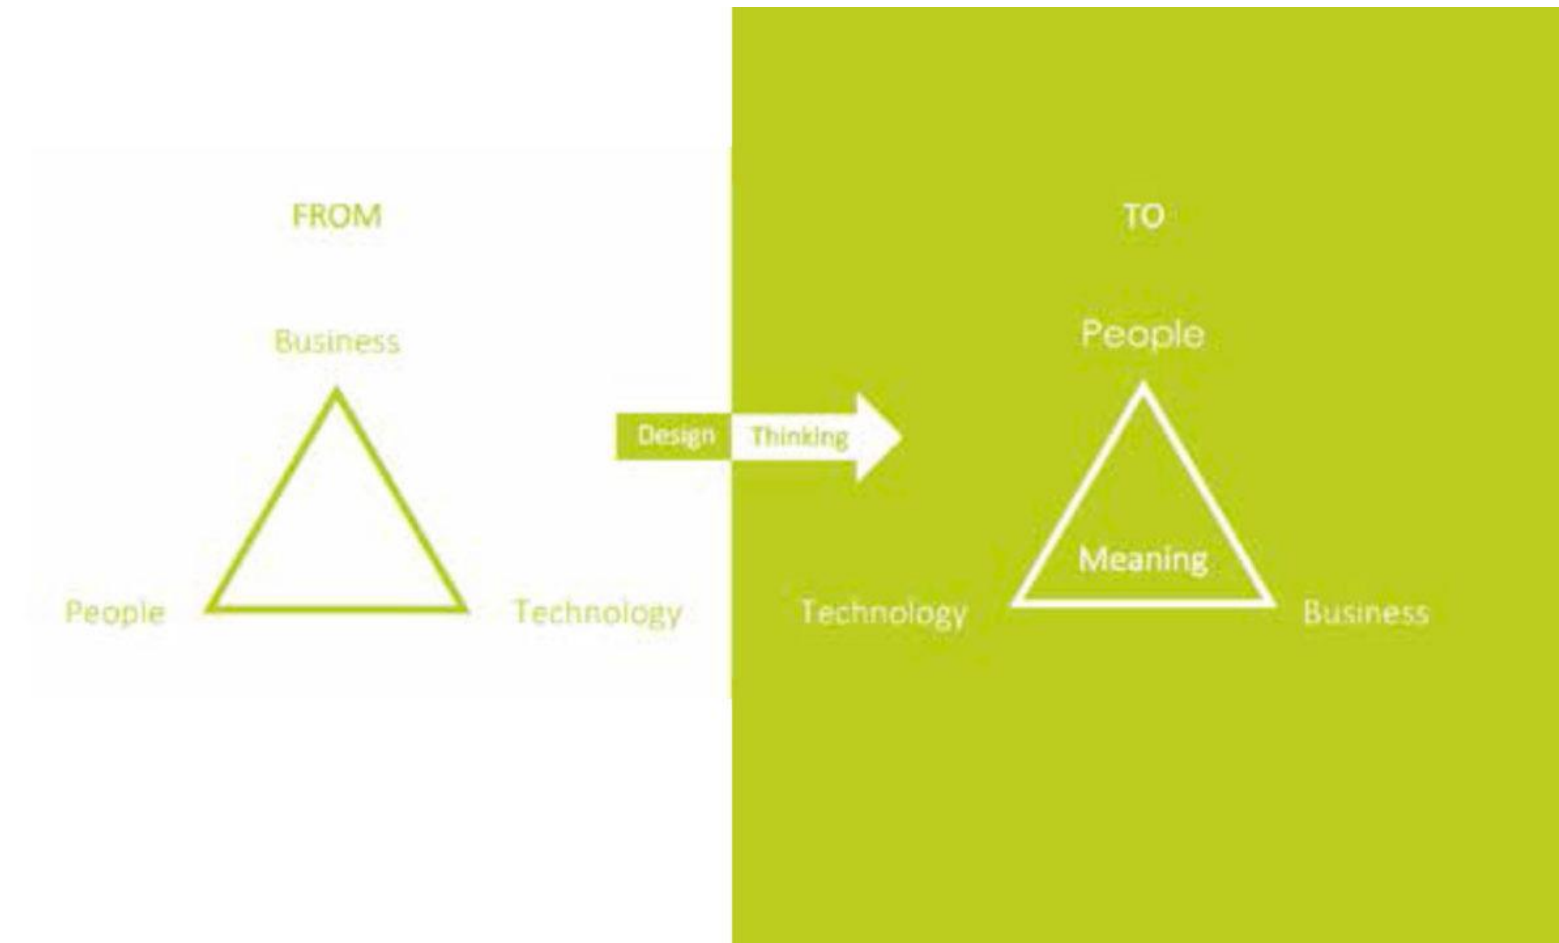 FROM
Business
People
Technology
Design Thinking
TO
People
Meaning
Technology
Business